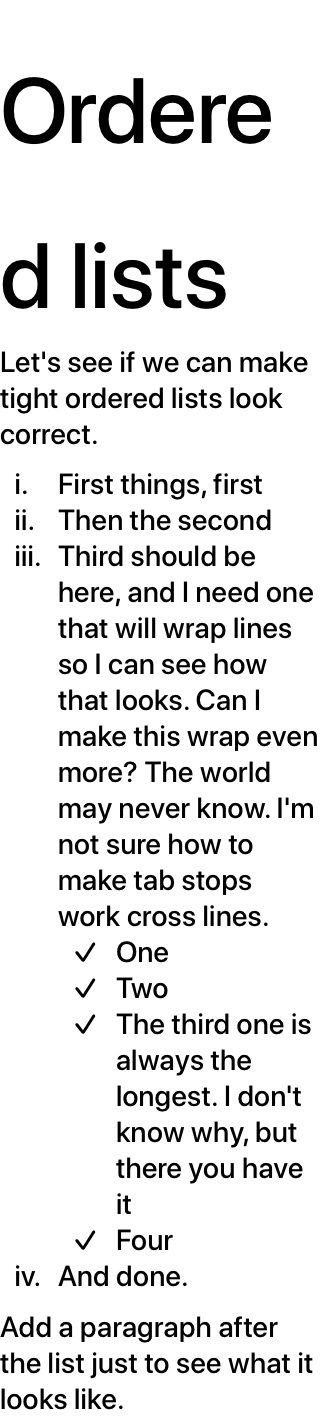 Ordere
d lists
Let's see if we can make
tight ordered lists look
correct.
i. First things, first
ii. Then the second
iii. Third should be
here, and I need one
that will wrap lines
so I can see how
that looks. Can I
make this wrap even
more? The world
may never know. I'm
not sure how to
make tab stops
work cross lines.
✓ One
✓ Two
✓ The third one is
always the
longest. I don't
know why, but
there you have
it
✓ Four
iv. And done.
Add a paragraph after
the list just to see what it
looks like.